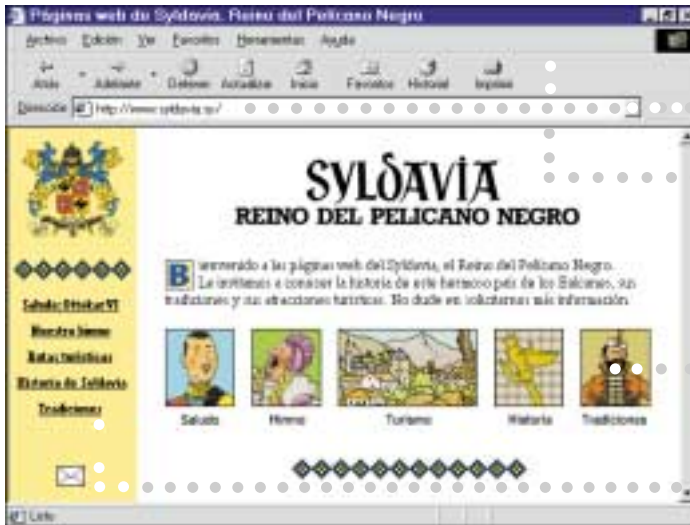 Páginas web de Syldavia. Reino del Pelícano Negro
Archivo Edición Ver Favoritos Herramientas Ayuda
Atrás Adelante Detener Actualizar Inicio Favoritos Historial Imprimir
Dirección http://www.syldavia.sy/
SYLDAVIA
REINO DEL PELICANO NEGRO
Bienvenido a las páginas web del Syldavia, el Reino del Pelícano Negro.
Le invitamos a conocer la historia de este hermoso país de los Balcanes, sus
tradiciones y sus atracciones turísticas. No dude en solicitarnos más información.
Saludo: Ottokar VI
Nuestro himno
Rutas turísticas
Historia de Syldavia
Tradiciones
Saludo Himno Turismo Historia Tradiciones
Listo